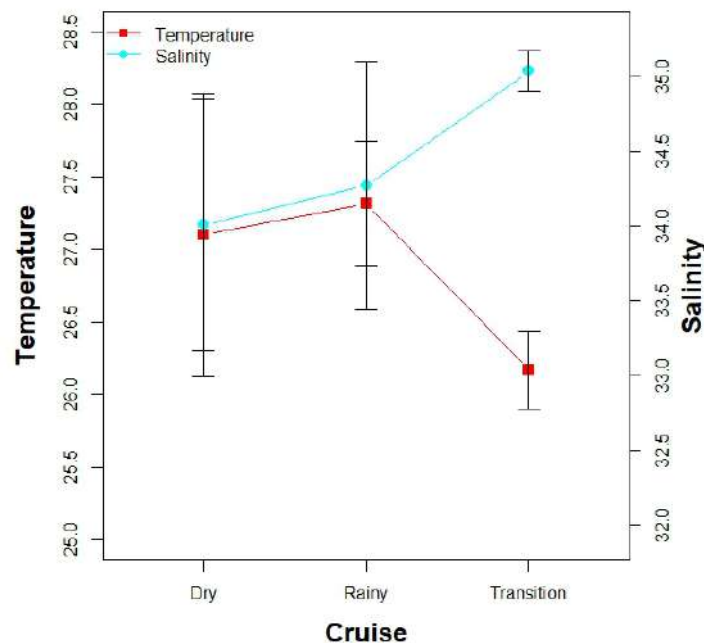 Temperature
Salinity
28.5
28.0
27.5
27.0
26.5
26.0
25.5
25.0
Temperature
35.0
34.5
34.0
33.5
33.0
32.5
32.0
Salinity
Dry Rainy Transition
Cruise